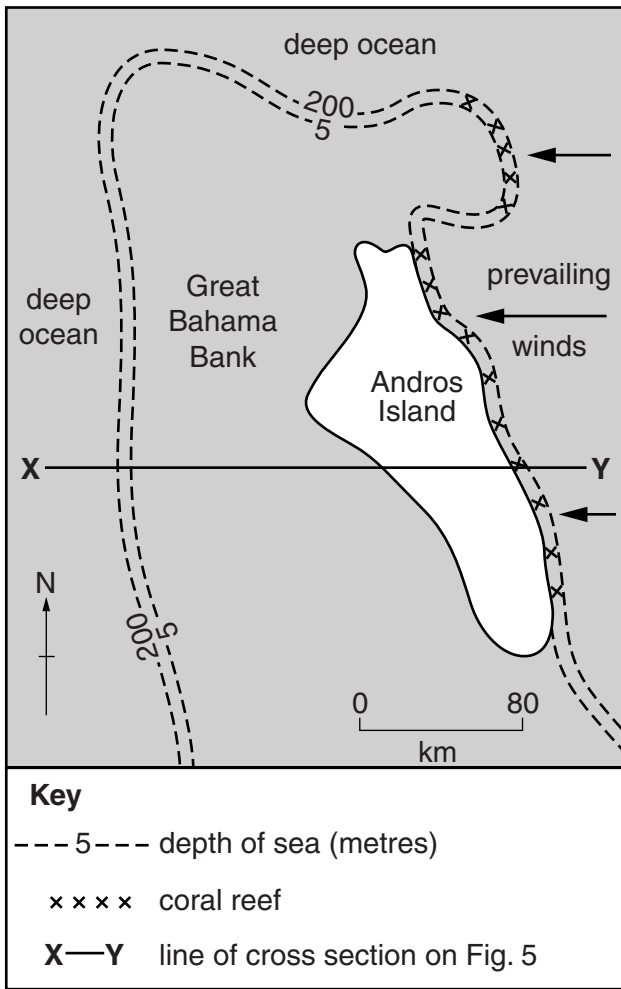 deep ocean
200
5
prevailing
winds
deep
ocean
Great
Bahama
Bank
Andros
Island
X
Y
N
200
5
0 80
km
Key
5 depth of sea (metres)
coral reef
X Y line of cross section on Fig. 5